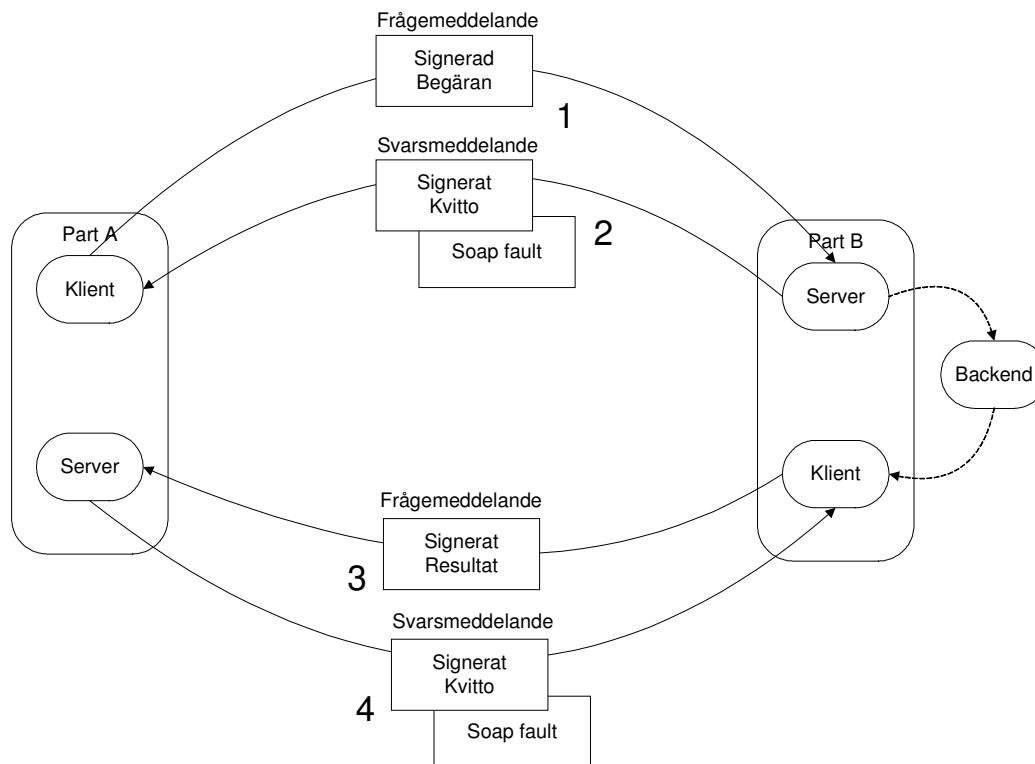 Frågemeddelande
Signerad
Begäran
1
Svarsmeddelande
Signerat
Kvitto
2
Soap fault
Part A
Klient
Part B
Server
Backend
Server
Klient
Frågemeddelande
Signerat
Resultat
3
Svarsmeddelande
Signerat
Kvitto
4
Soap fault